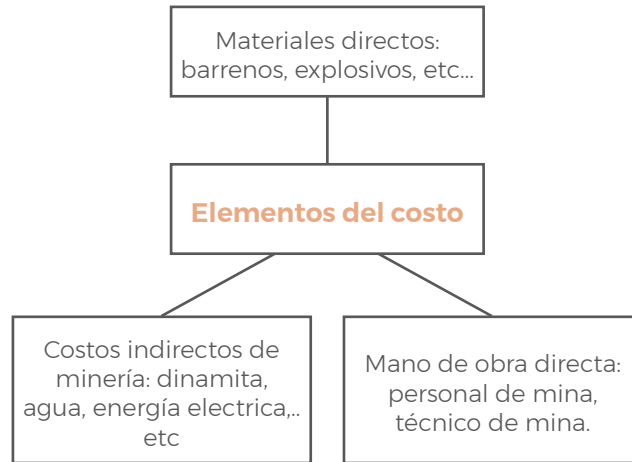 Materiales directos:
barrenos, explosivos, etc...
Elementos del costo
Costos indirectos de
minería: dinamita,
agua, energía electrica,..
etc
Mano de obra directa:
personal de mina,
técnico de mina.